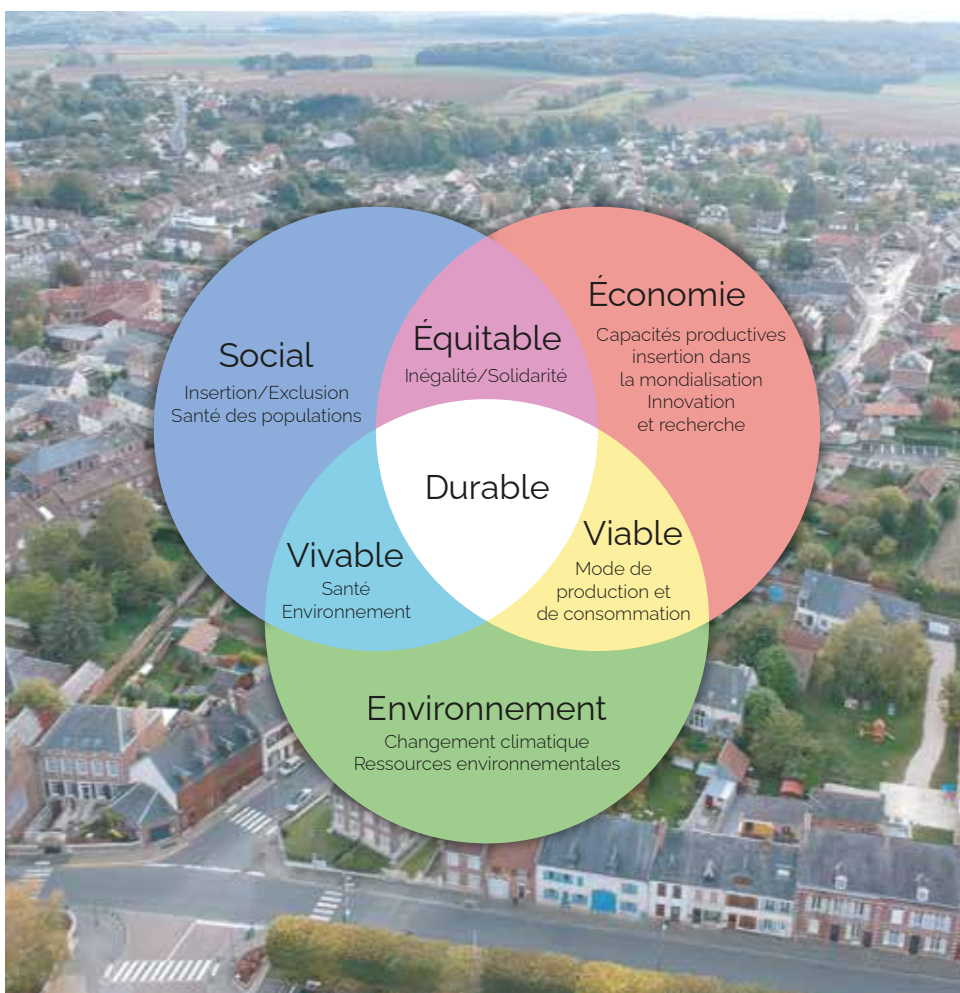 Social
Insertion/Exclusion
Santé des populations
Équitable
Inégalité/Solidarité
Économie
Capacités productives
insertion dans
la mondialisation
Innovation
et recherche
Durable
Vivable
Santé
Environnement
Viable
Mode de
production et
de consommation
Environnement
Changement climatique
Ressources environnementales